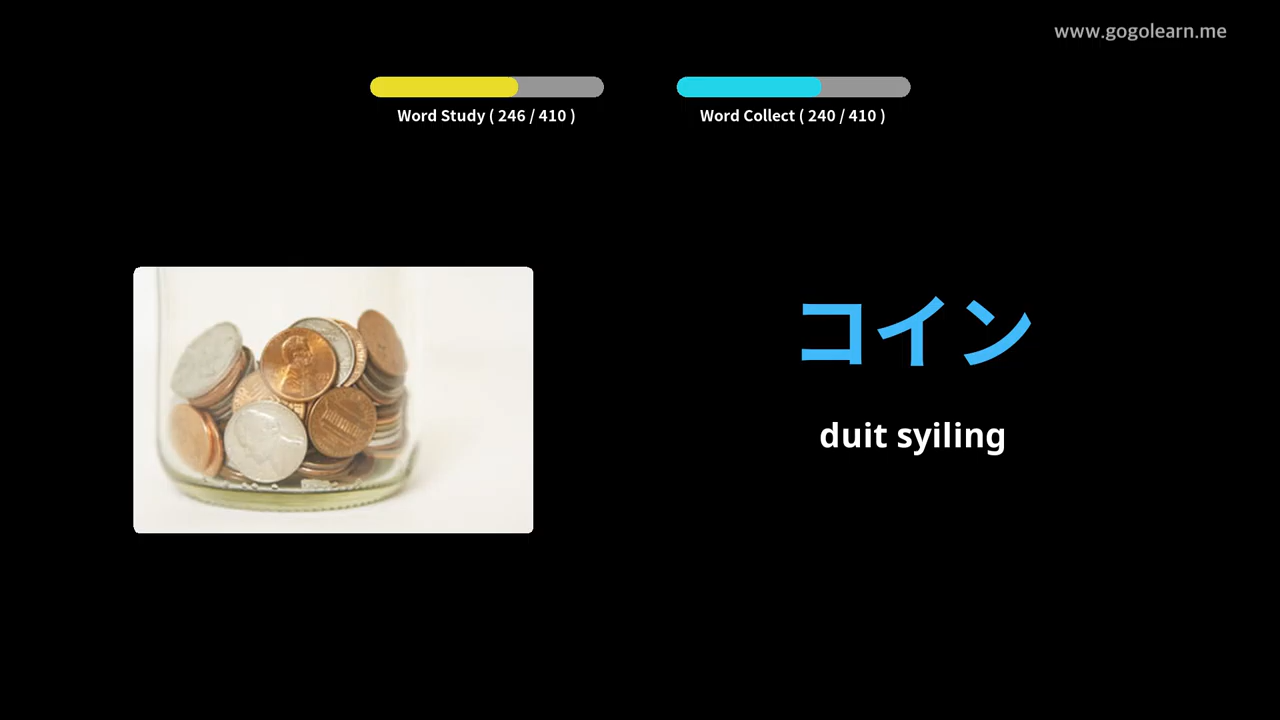 www.gogolearn.me
Word Study ( 246 / 410 )
Word Collect ( 240 / 410 )
コイン
duit syiling